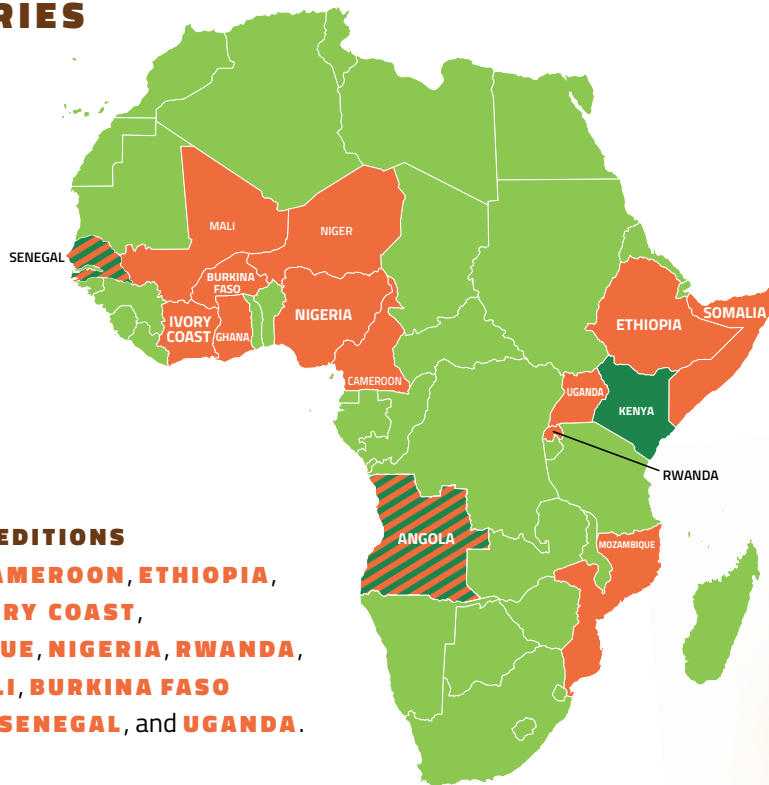 RIES
MALI
NIGER
SENEGAL
BURKINA
FASO
NIGERIA
IVORY
COAST
GHANA
CAMEROON
ETHIOPIA
SOMALIA
UGANDA
KENYA
RWANDA
ANGOLA
MOZAMBIQUE
EDITIONS
AMEROON, ETHIOPIA,
RY COAST,
UE, NIGERIA, RWANDA,
LI, BURKINA FASO
SENEGAL, and UGANDA.